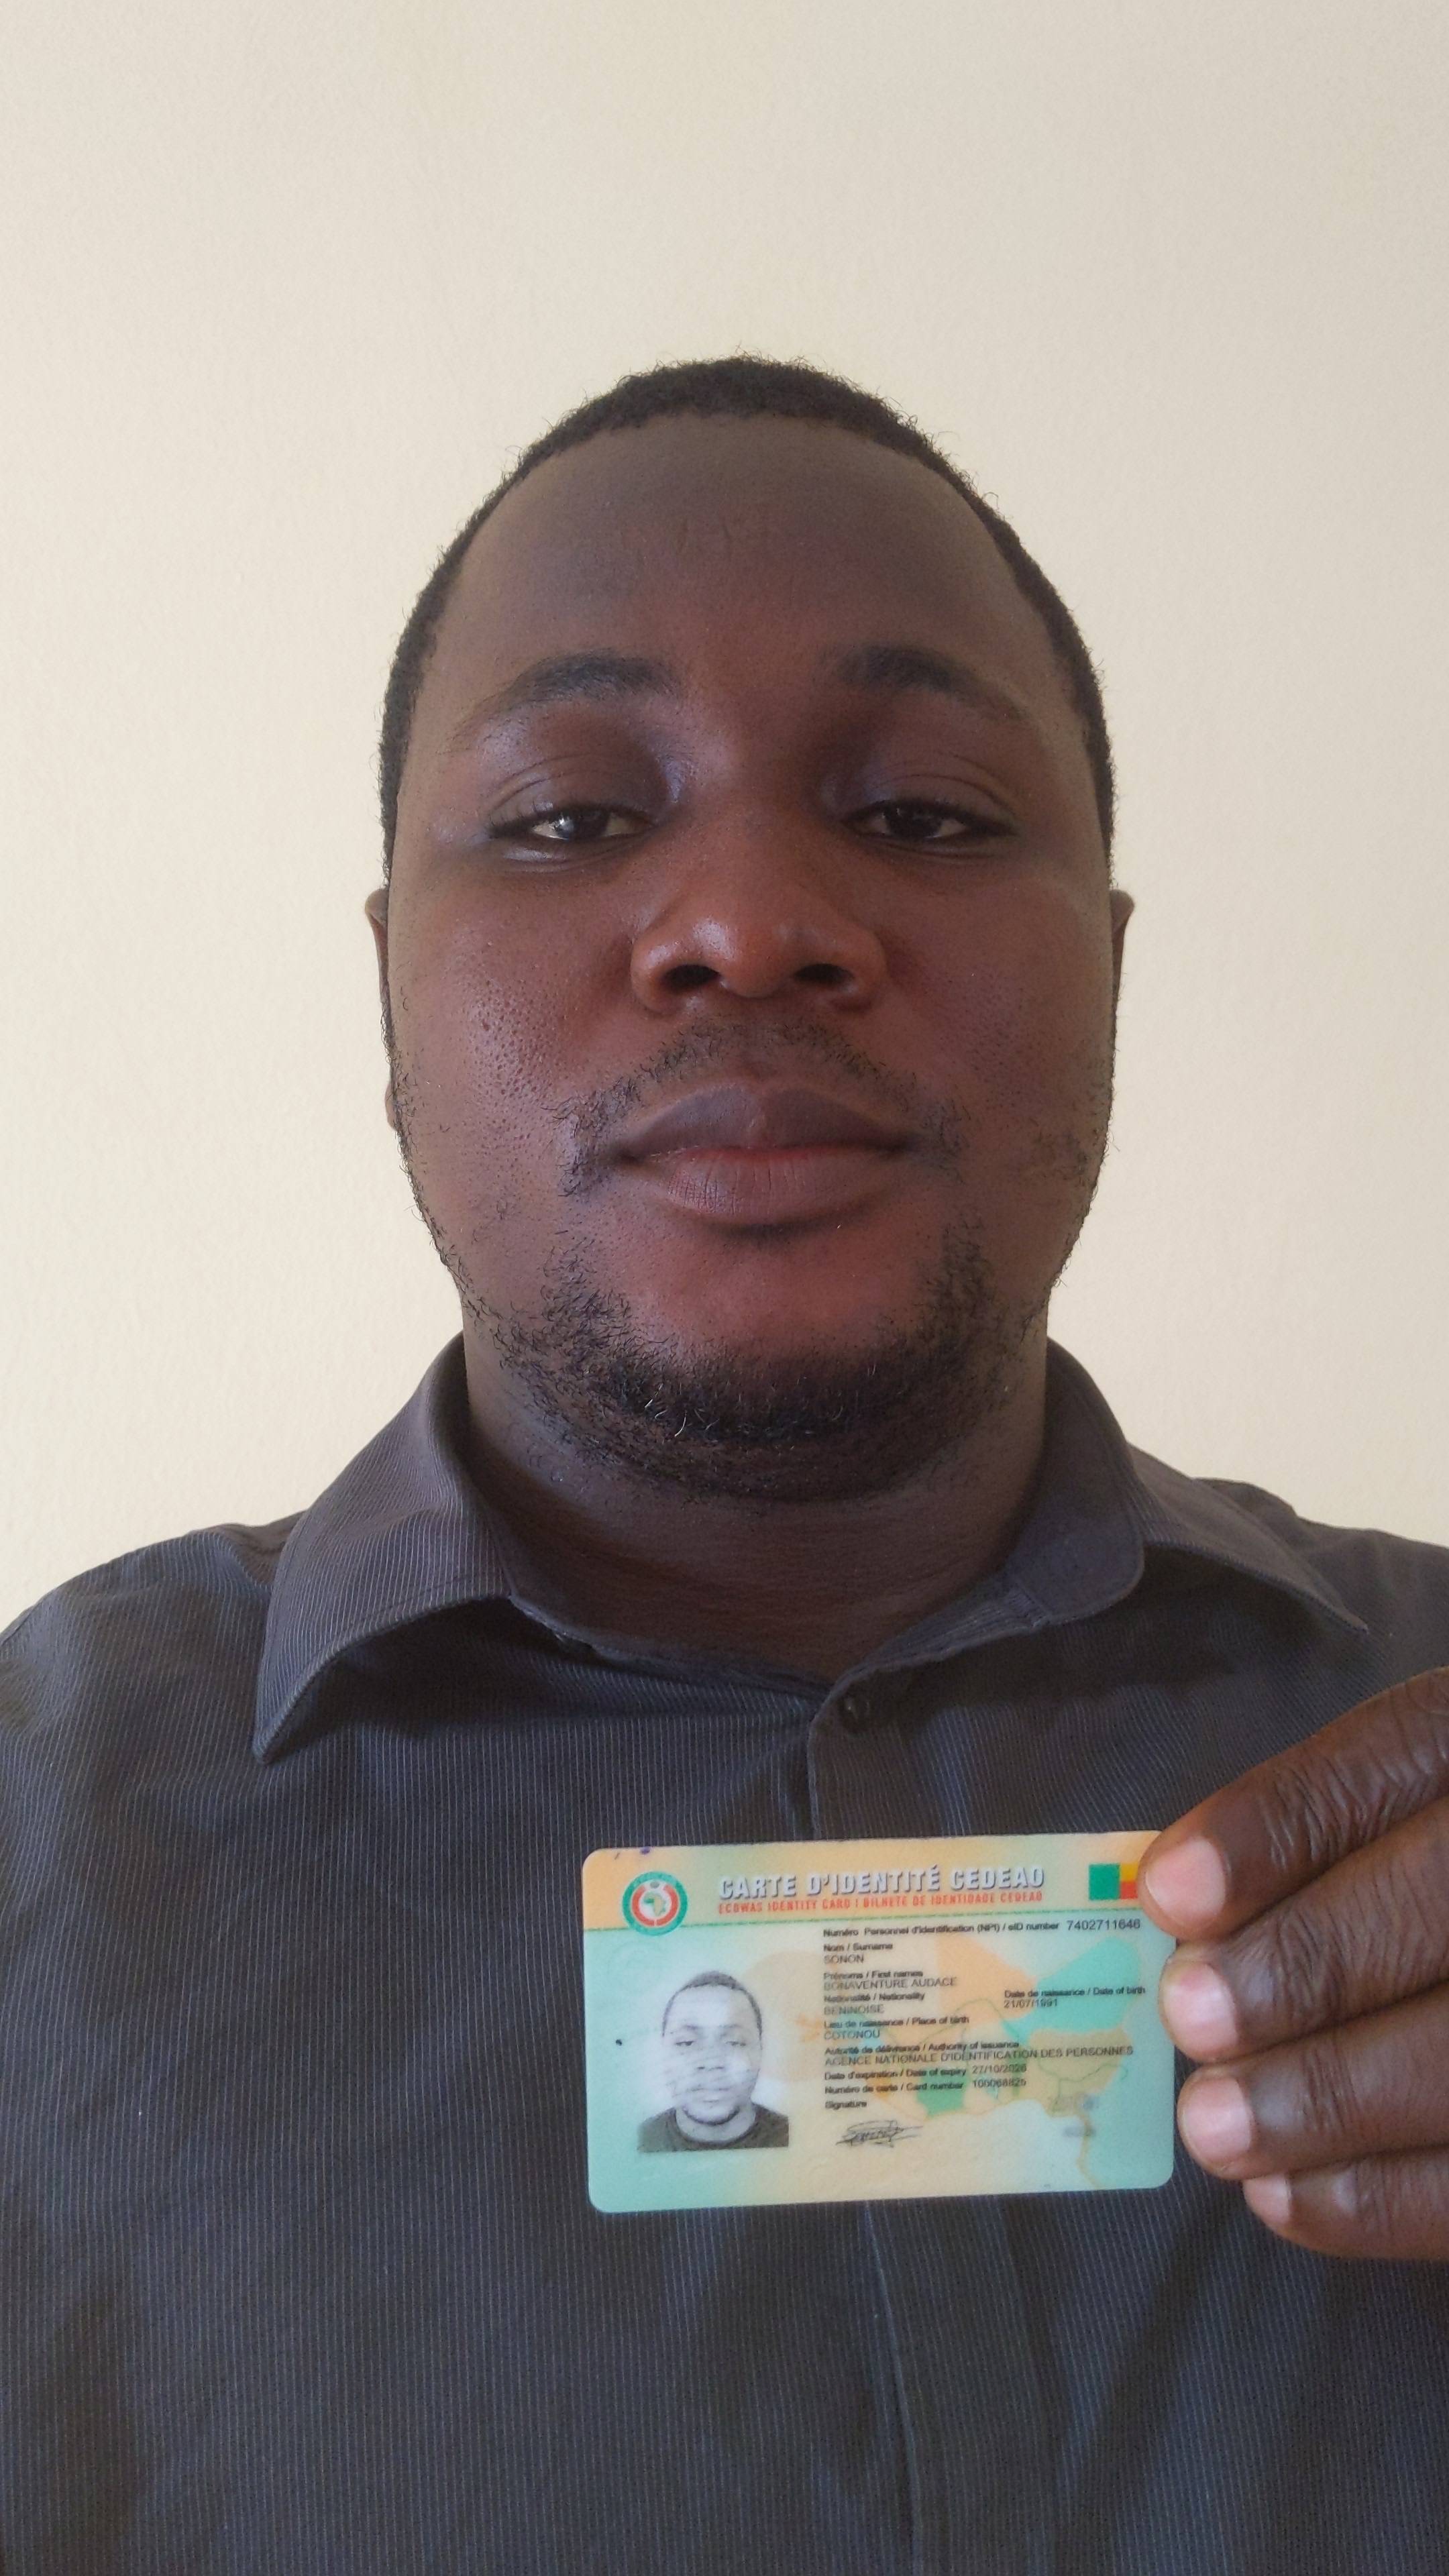 CARTE D'IDENTITÉ CEDEAO
ECOWAS IDENTITY CARD / BILHETE DE IDENTIDADE CEDEAO
Numéro Personnel d'identification (NPI) / eID number 7402711646
Nom / Surname
SONON
Prénoms / First names
BONAVENTURE AUDACE
Nationalité / Nationality Date de naissance / Date of birth
BENINOISE 21/07/1991
Lieu de naissance / Place of birth
COTONOU
Autorité de délivrance / Authority of issuance
AGENCE NATIONALE D'IDENTIFICATION DES PERSONNES
Date d'expiration / Date of expiry 27/10/2026
Numéro de carte / Card number
Signature